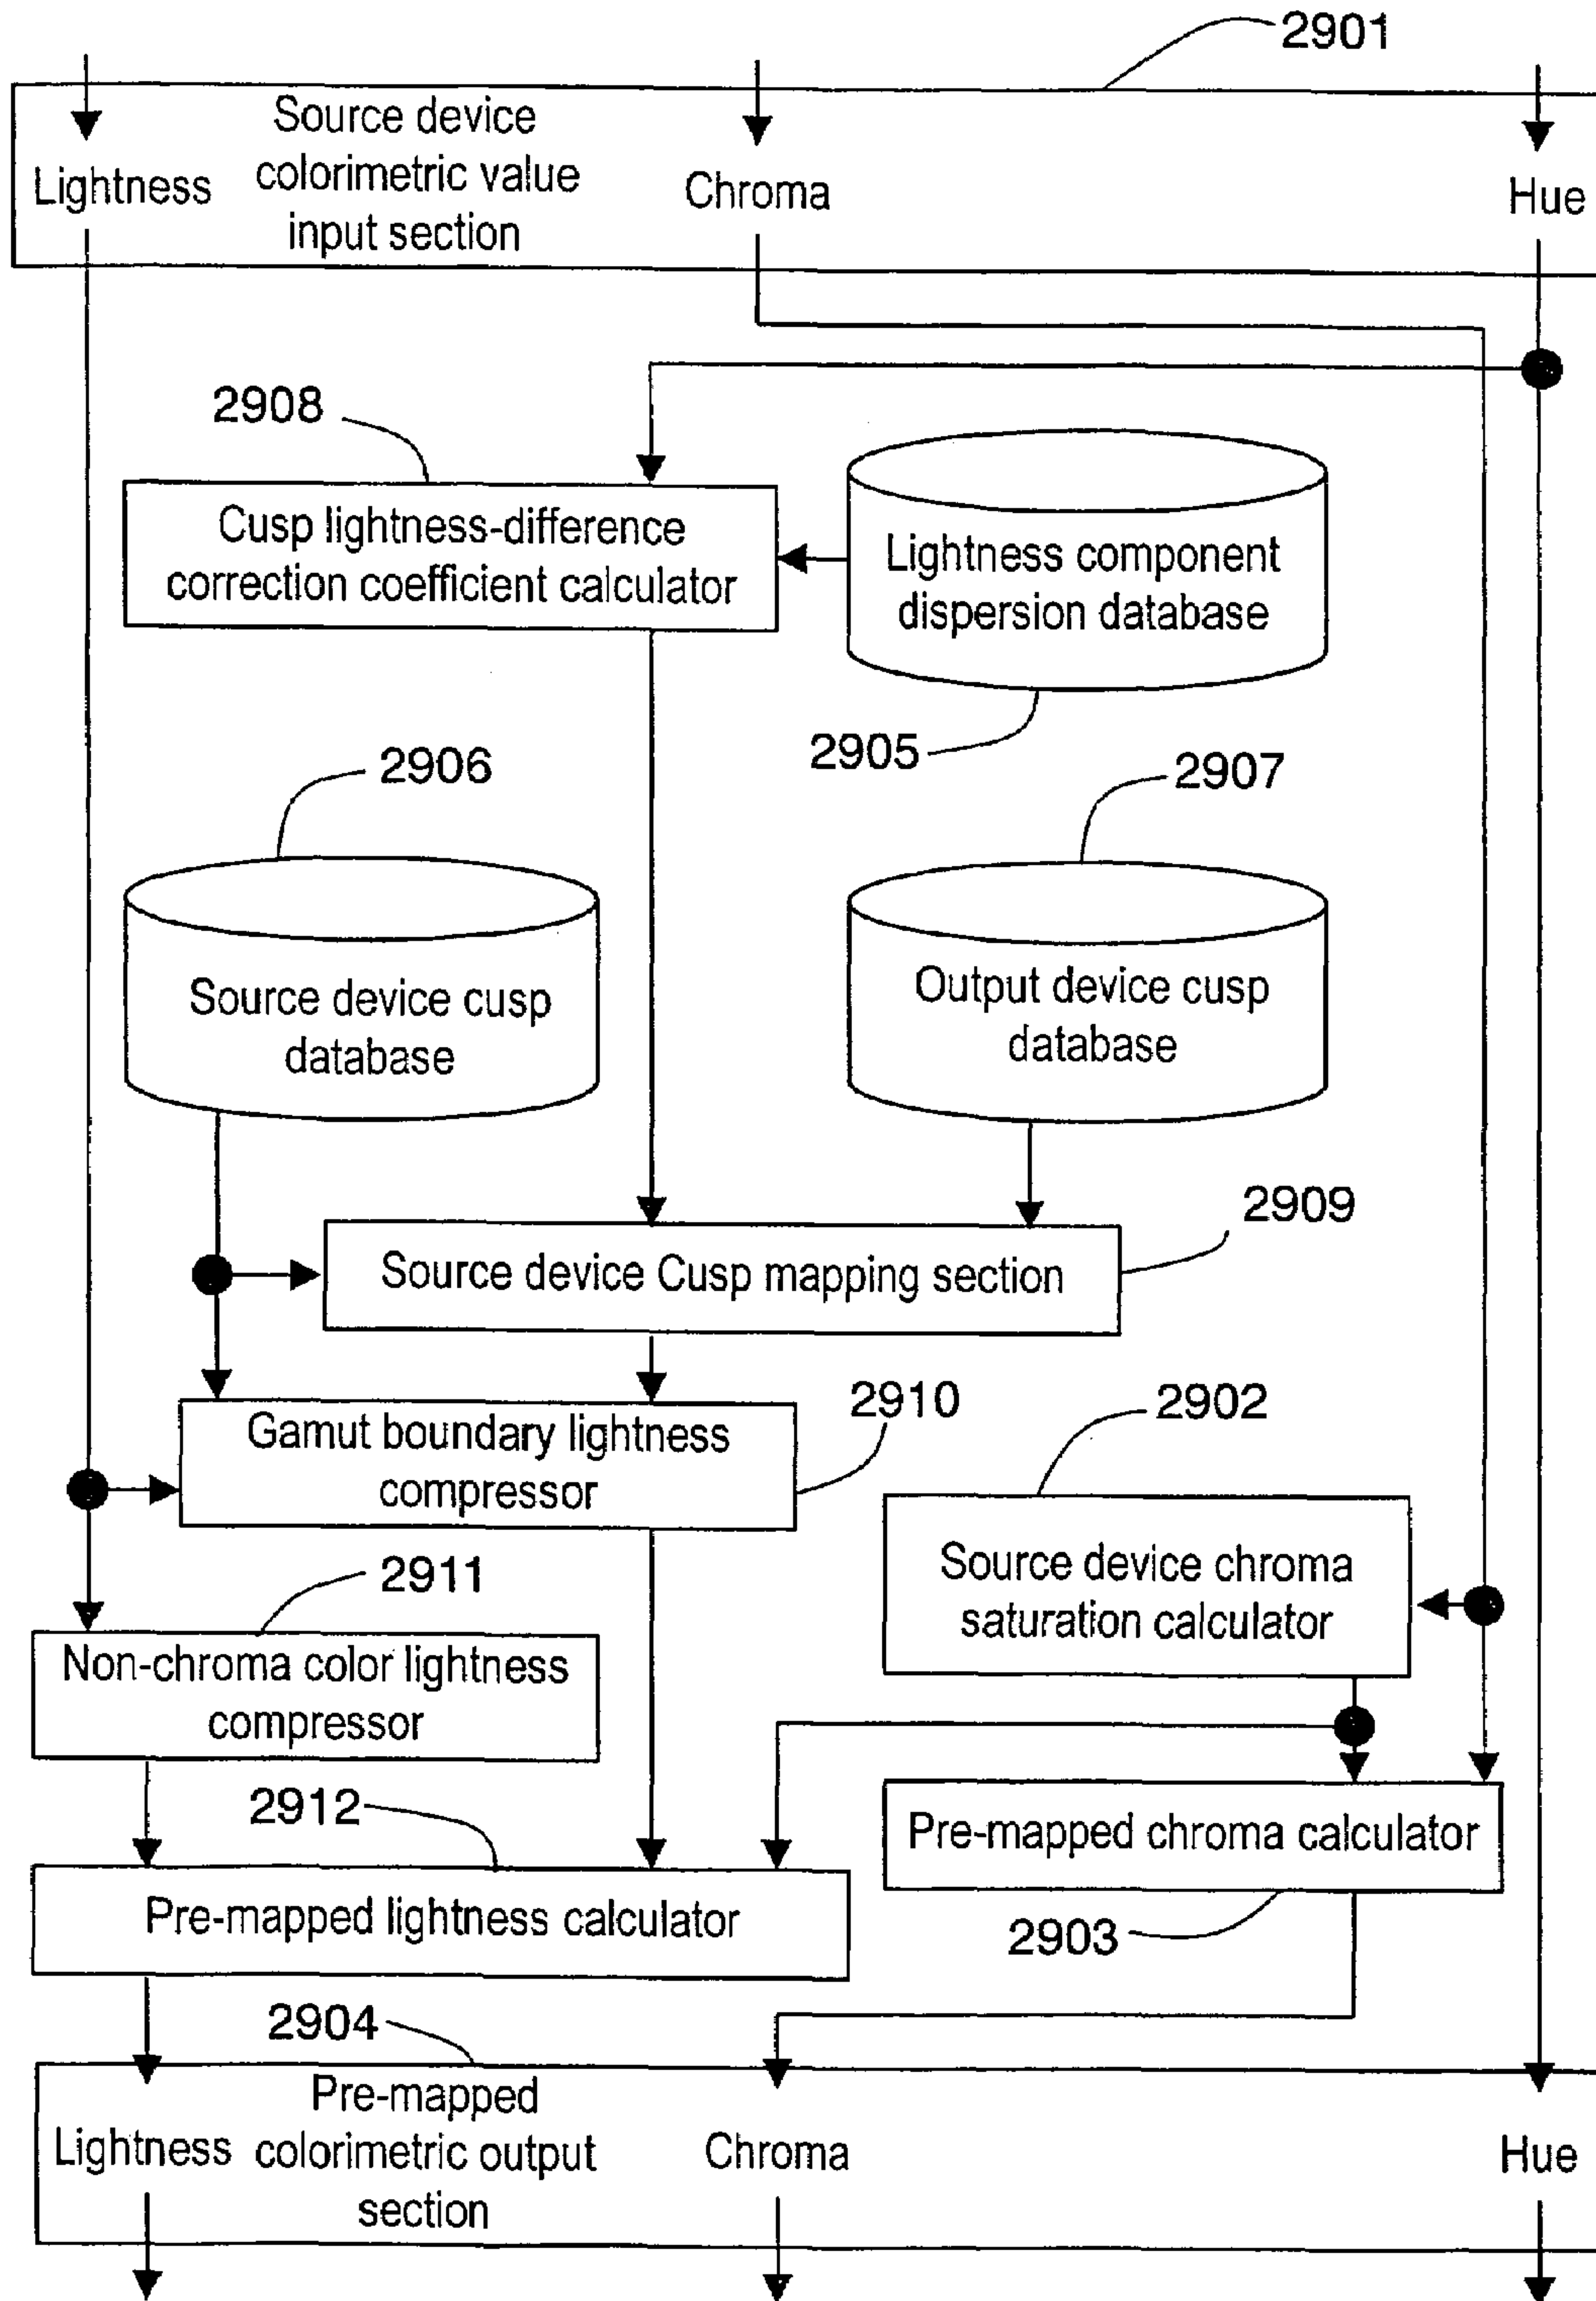 2901
Source device
colorimetric value
input section
Lightness
Chroma
Hue
2908
Cusp lightness-difference
correction coefficient calculator
Lightness component
dispersion database
2905
2906
2907
Source device cusp
database
Output device cusp
database
2909
Source device Cusp mapping section
2910
2902
Gamut boundary lightness
compressor
Source device chroma
saturation calculator
2911
Non-chroma color lightness
compressor
2912
Pre-mapped chroma calculator
Pre-mapped lightness calculator
2903
2904
Pre-mapped
colorimetric output
section
Lightness
Chroma
Hue